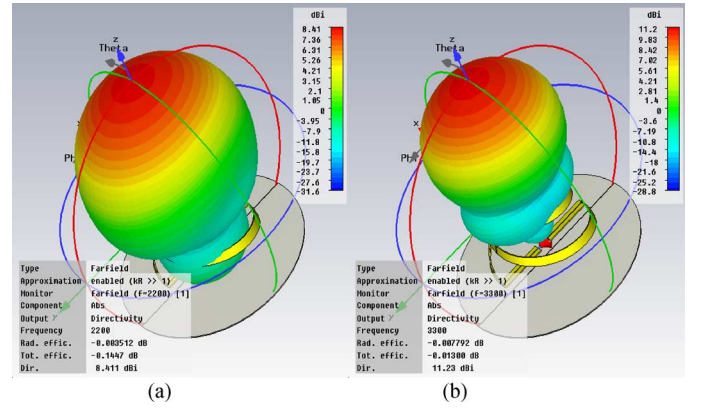 dBi
8.41
7.36
6.31
5.26
4.21
3.15
2.1
1.05
0
-3.95
-7.9
-11.8
-15.8
-19.7
-23.7
-27.6
-31.6
z
Theta
x
Type Farfield
Approximation enabled (kR >> 1)
Monitor farfield (f=2200) [1]
Component Abs
Output Directivity
Frequency 2200
Rad. effic. -0.003512 dB
Tot. effic. -0.1447 dB
Dir. 8.411 dBi
y
(a)
dBi
11.2
9.83
8.42
7.02
5.61
4.21
2.81
1.4
0
-3.6
-7.19
-10.8
-14.4
-18
-21.6
-25.2
-28.8
z
Theta
x
Type Farfield
Approximation enabled (kR >> 1)
Monitor farfield (f=3300) [1]
Component Abs
Output Directivity
Frequency 3300
Rad. effic. -0.007792 dB
Tot. effic. -0.01300 dB
Dir. 11.23 dBi
y
(b)